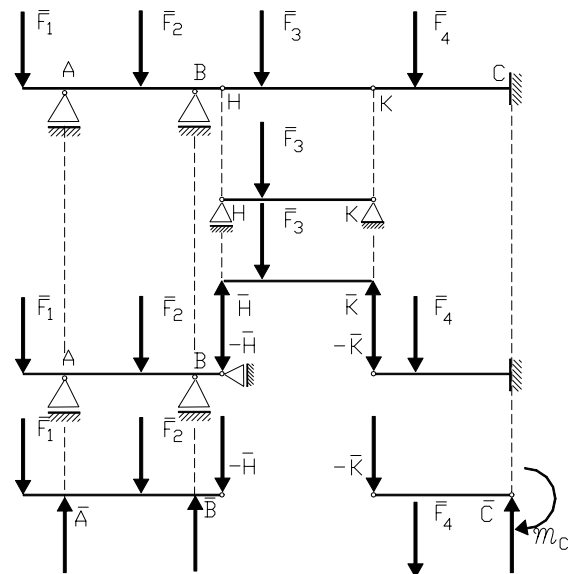 F̅₁ F̅₂ F̅₃ F̅₄
A B C
H K
F̅₃
H K
F̅₃
F̅₁ F̅₂ H̅ K̅ F̅₄
-H̅ -K̅
A B
F̅₁ F̅₂ -H̅ -K̅
A̅ B̅ F̅₄ C̅
m_C